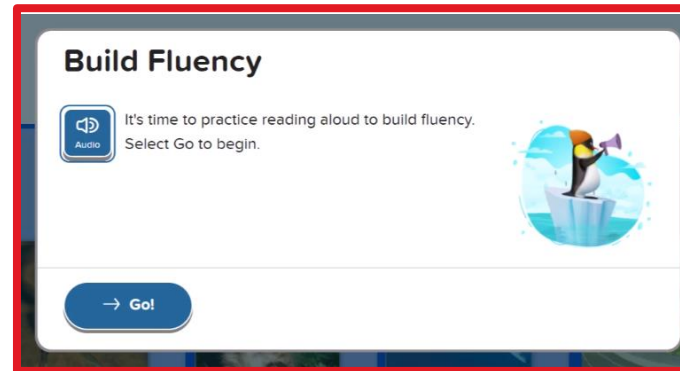 Build Fluency
It's time to practice reading aloud to build fluency.
Audio
Select Go to begin.
→ Go!